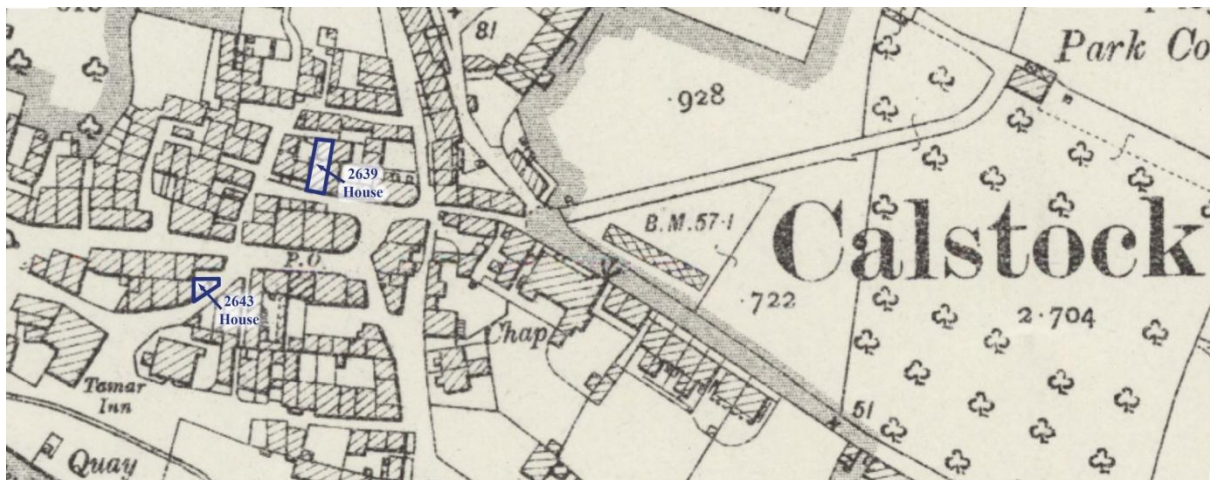 81
Park Co
·928
2639
House
B.M. 57·1
Calstock
P.O.
2643
House
·722
2·704
Chap
Tamar
Inn
51
Quay